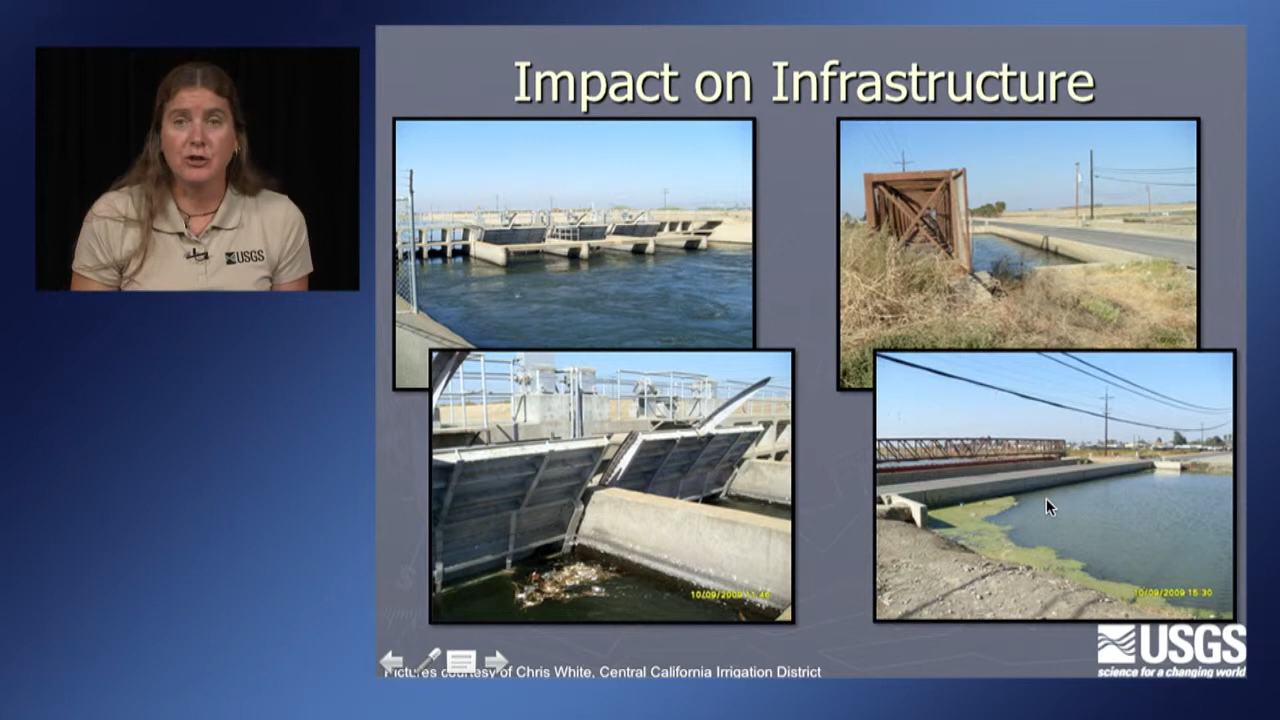 Impact on Infrastructure
USGS
10/09/2009 11:46
10/09/2009 15:30
Pictures courtesy of Chris White, Central California Irrigation District
USGS
science for a changing world